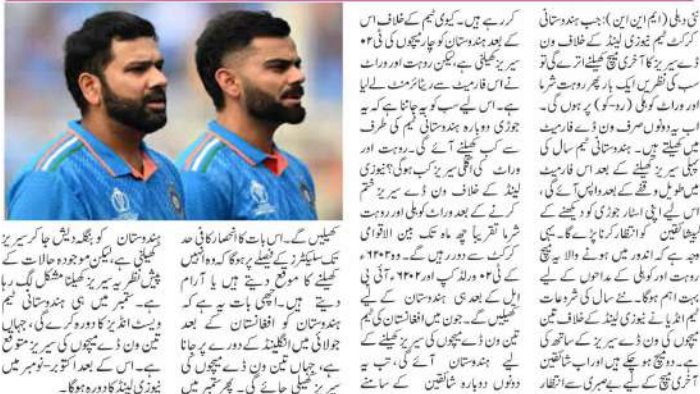 نئی دہلی (ایم این این): جب ہندوستانی
کرکٹ ٹیم نیوزی لینڈ کے خلاف ون
ڈے سیریز کا آخری میچ کھیلنے اترے گی تو
سب کی نظریں ایک بار پھر روہت شرما
اور وراٹ کوہلی (رو-کو) پر ہوں گی۔
اب یہ دونوں صرف ون ڈے فارمیٹ
میں کھیلتے ہیں۔ ہندوستانی ٹیم سال کی
پہلی سیریز کھیلنے کے بعد اس فارمیٹ
میں طویل وقفے کے بعد واپس آئے گی،
اس لیے اپنی اسٹار جوڑی کو دیکھنے کے
لیے شائقین کو انتظار کرنا پڑے گا۔ یہی
وجہ ہے کہ اندور میں ہونے والا یہ میچ
روہت اور کوہلی کے مداحوں کے لیے
بہت اہم ہوگا۔ نئے سال کی شروعات
ٹیم انڈیا نے نیوزی لینڈ کے خلاف تین
میچوں کی ون ڈے سیریز کے ساتھ کی
ہے۔ دو میچ ہو چکے ہیں اور اب شائقین
آخری میچ کے لیے بے صبری سے انتظار
کر رہے ہیں۔ کیوی ٹیم کے خلاف اس
کے بعد ہندوستان کو چار میچوں کی ٹی ۰۲
سیریز کھیلنی ہے، لیکن روہت اور وراٹ
نے اس فارمیٹ سے ریٹائرمنٹ لے لیا
ہے۔ اس لیے سب کو یہ جاننا ہے کہ یہ
جوڑی دوبارہ ہندوستانی ٹیم کی طرف
سے کب کھیلنے آئے گی۔ روہت اور
وراٹ کی اگلی سیریز کب ہوگی؟ نیوزی
لینڈ کے خلاف ون ڈے سیریز ختم
کرنے کے بعد وراٹ کوہلی اور روہت
شرما تقریباً چھ ماہ تک بین الاقوامی
کرکٹ سے دور رہیں گے۔ وہ ۶۲۰۲ء
کے ٹی ۰۲ ورلڈ کپ اور ۶۲۰۲ آئی پی
ایل کے بعد ہی ہندوستان کے لیے
کھیلیں گے۔ جون میں افغانستان کی ٹیم
تین ون ڈے میچوں کی سیریز کھیلنے کے
لیے ہندوستان آئے گی، تب یہ
دونوں دوبارہ شائقین کے سامنے
کھیلیں گے۔ اس بات کا انحصار کافی حد
تک سلیکٹرز کے فیصلے پر ہوگا کہ وہ انہیں
کھیلنے کا موقع دیتے ہیں یا آرام
دیتے ہیں۔ اچھی بات یہ ہے کہ
ہندوستان کو افغانستان کے بعد
جولائی میں انگلینڈ کے دورے پر جانا
ہے، جہاں تین ون ڈے میچوں کی
سیریز کھیلی جائے گی۔ پھر ستمبر میں
ہندوستان کو بنگلہ دیش جا کر سیریز
کھیلنی ہے، لیکن موجودہ حالات کے
پیش نظر یہ سیریز کھیلنا مشکل لگ رہا
ہے۔ ستمبر میں ہی ہندوستانی ٹیم
ویسٹ انڈیز کا دورہ کرے گی، جہاں
تین ون ڈے میچوں کی سیریز متوقع
ہے۔ اس کے بعد اکتوبر-نومبر میں
نیوزی لینڈ کا دورہ ہوگا۔